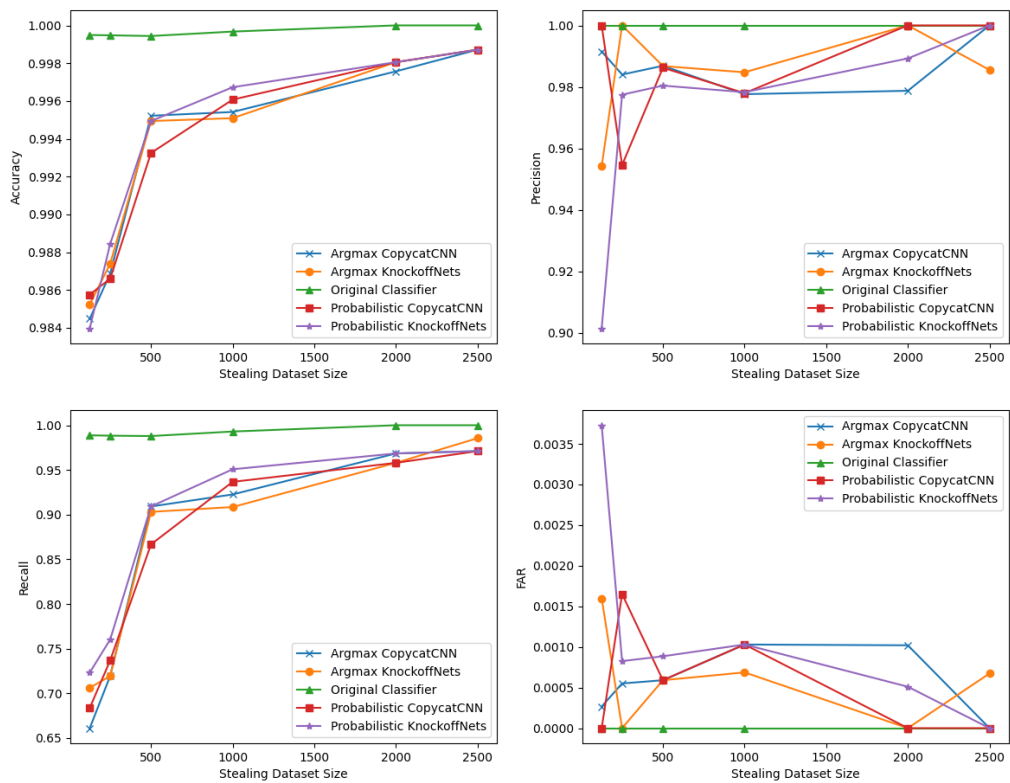 1.000
0.998
0.996
0.994
0.992
0.990
0.988
0.986
0.984
Accuracy
Argmax CopycatCNN
Argmax KnockoffNets
Original Classifier
Probabilistic CopycatCNN
Probabilistic KnockoffNets
500
1000
1500
2000
2500
Stealing Dataset Size
1.00
0.98
0.96
0.94
0.92
0.90
Precision
Argmax CopycatCNN
Argmax KnockoffNets
Original Classifier
Probabilistic CopycatCNN
Probabilistic KnockoffNets
500
1000
1500
2000
2500
Stealing Dataset Size
1.00
0.95
0.90
0.85
0.80
0.75
0.70
0.65
Recall
Argmax CopycatCNN
Argmax KnockoffNets
Original Classifier
Probabilistic CopycatCNN
Probabilistic KnockoffNets
500
1000
1500
2000
2500
Stealing Dataset Size
0.0035
0.0030
0.0025
0.0020
0.0015
0.0010
0.0005
0.0000
FAR
Argmax CopycatCNN
Argmax KnockoffNets
Original Classifier
Probabilistic CopycatCNN
Probabilistic KnockoffNets
500
1000
1500
2000
2500
Stealing Dataset Size